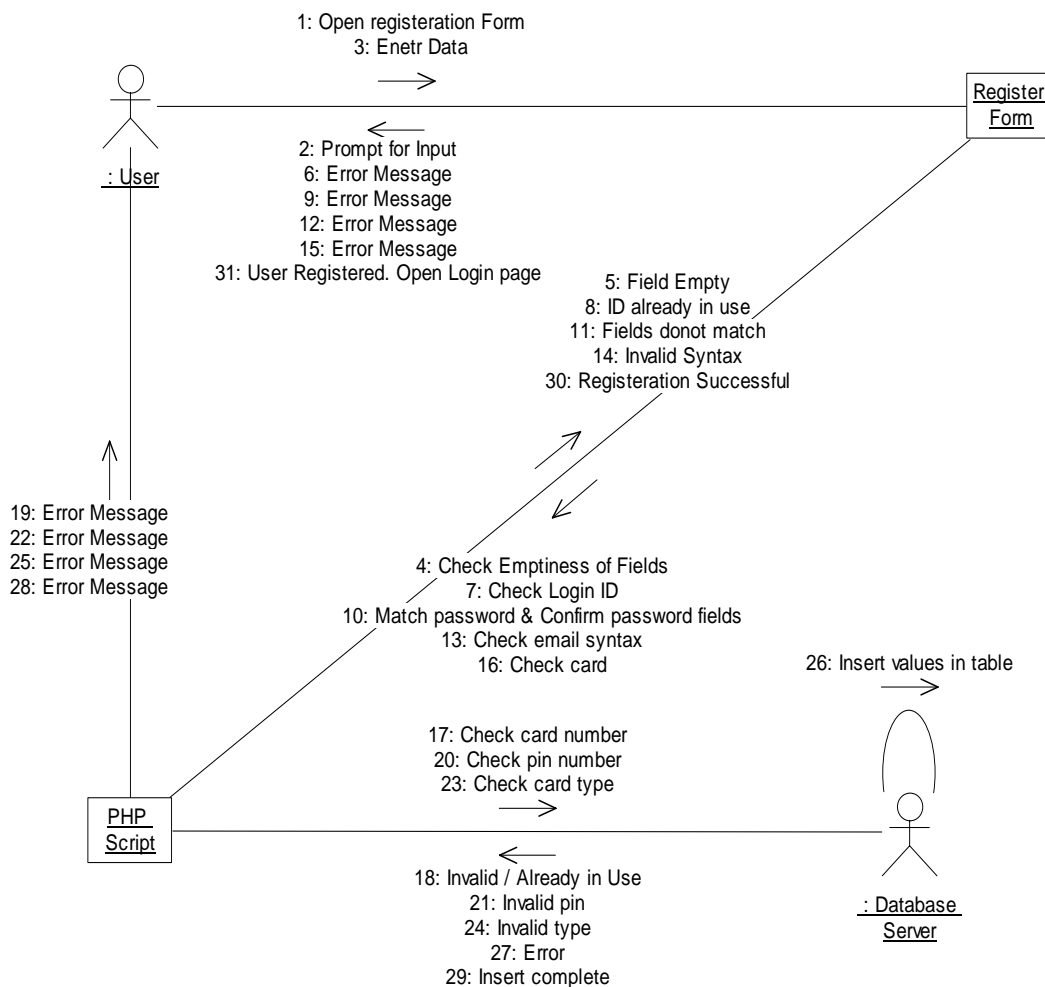 1: Open registeration Form
3: Enetr Data
Register
Form
: User
2: Prompt for Input
6: Error Message
9: Error Message
12: Error Message
15: Error Message
31: User Registered. Open Login page
5: Field Empty
8: ID already in use
11: Fields donot match
14: Invalid Syntax
30: Registeration Successful
19: Error Message
22: Error Message
25: Error Message
28: Error Message
4: Check Emptiness of Fields
7: Check Login ID
10: Match password & Confirm password fields
13: Check email syntax
16: Check card
26: Insert values in table
17: Check card number
20: Check pin number
23: Check card type
PHP
Script
18: Invalid / Already in Use
21: Invalid pin
24: Invalid type
27: Error
29: Insert complete
: Database
Server